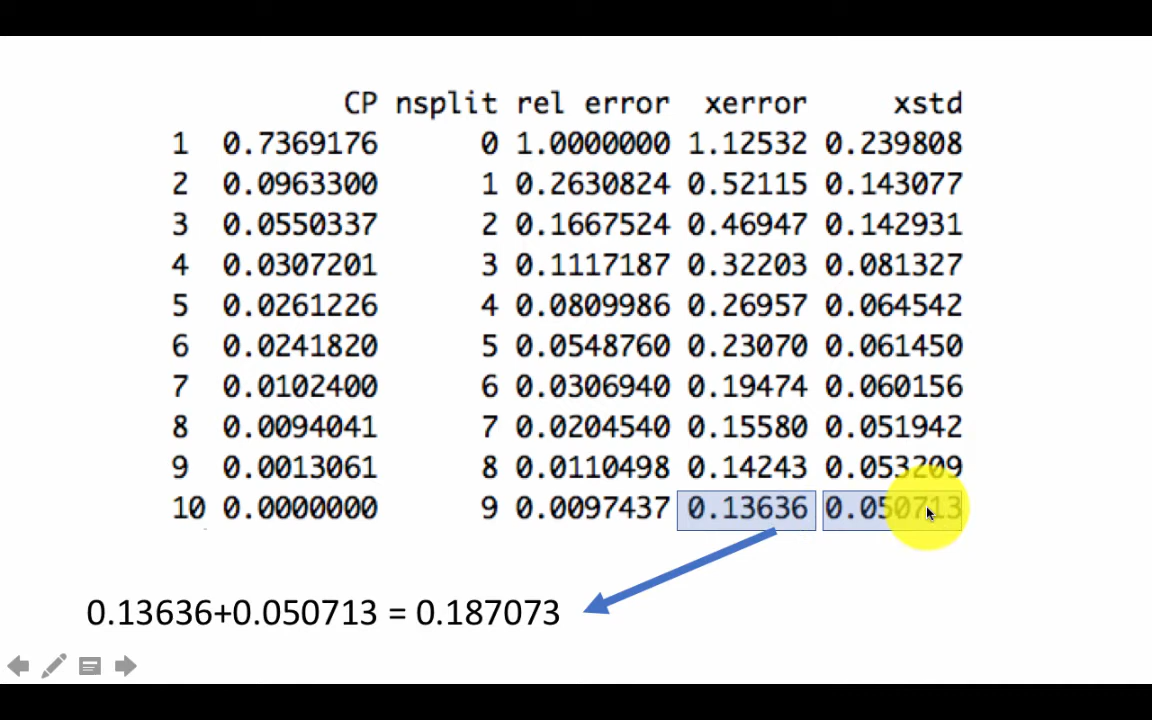 CP nsplit rel error xerror xstd
1 0.7369176 0 1.0000000 1.12532 0.239808
2 0.0963300 1 0.2630824 0.52115 0.143077
3 0.0550337 2 0.1667524 0.46947 0.142931
4 0.0307201 3 0.1117187 0.32203 0.081327
5 0.0261226 4 0.0809986 0.26957 0.064542
6 0.0241820 5 0.0548760 0.23070 0.061450
7 0.0102400 6 0.0306940 0.19474 0.060156
8 0.0094041 7 0.0204540 0.15580 0.051942
9 0.0013061 8 0.0110498 0.14243 0.053209
10 0.0000000 9 0.0097437 0.13636 0.050713
0.13636+0.050713 = 0.187073